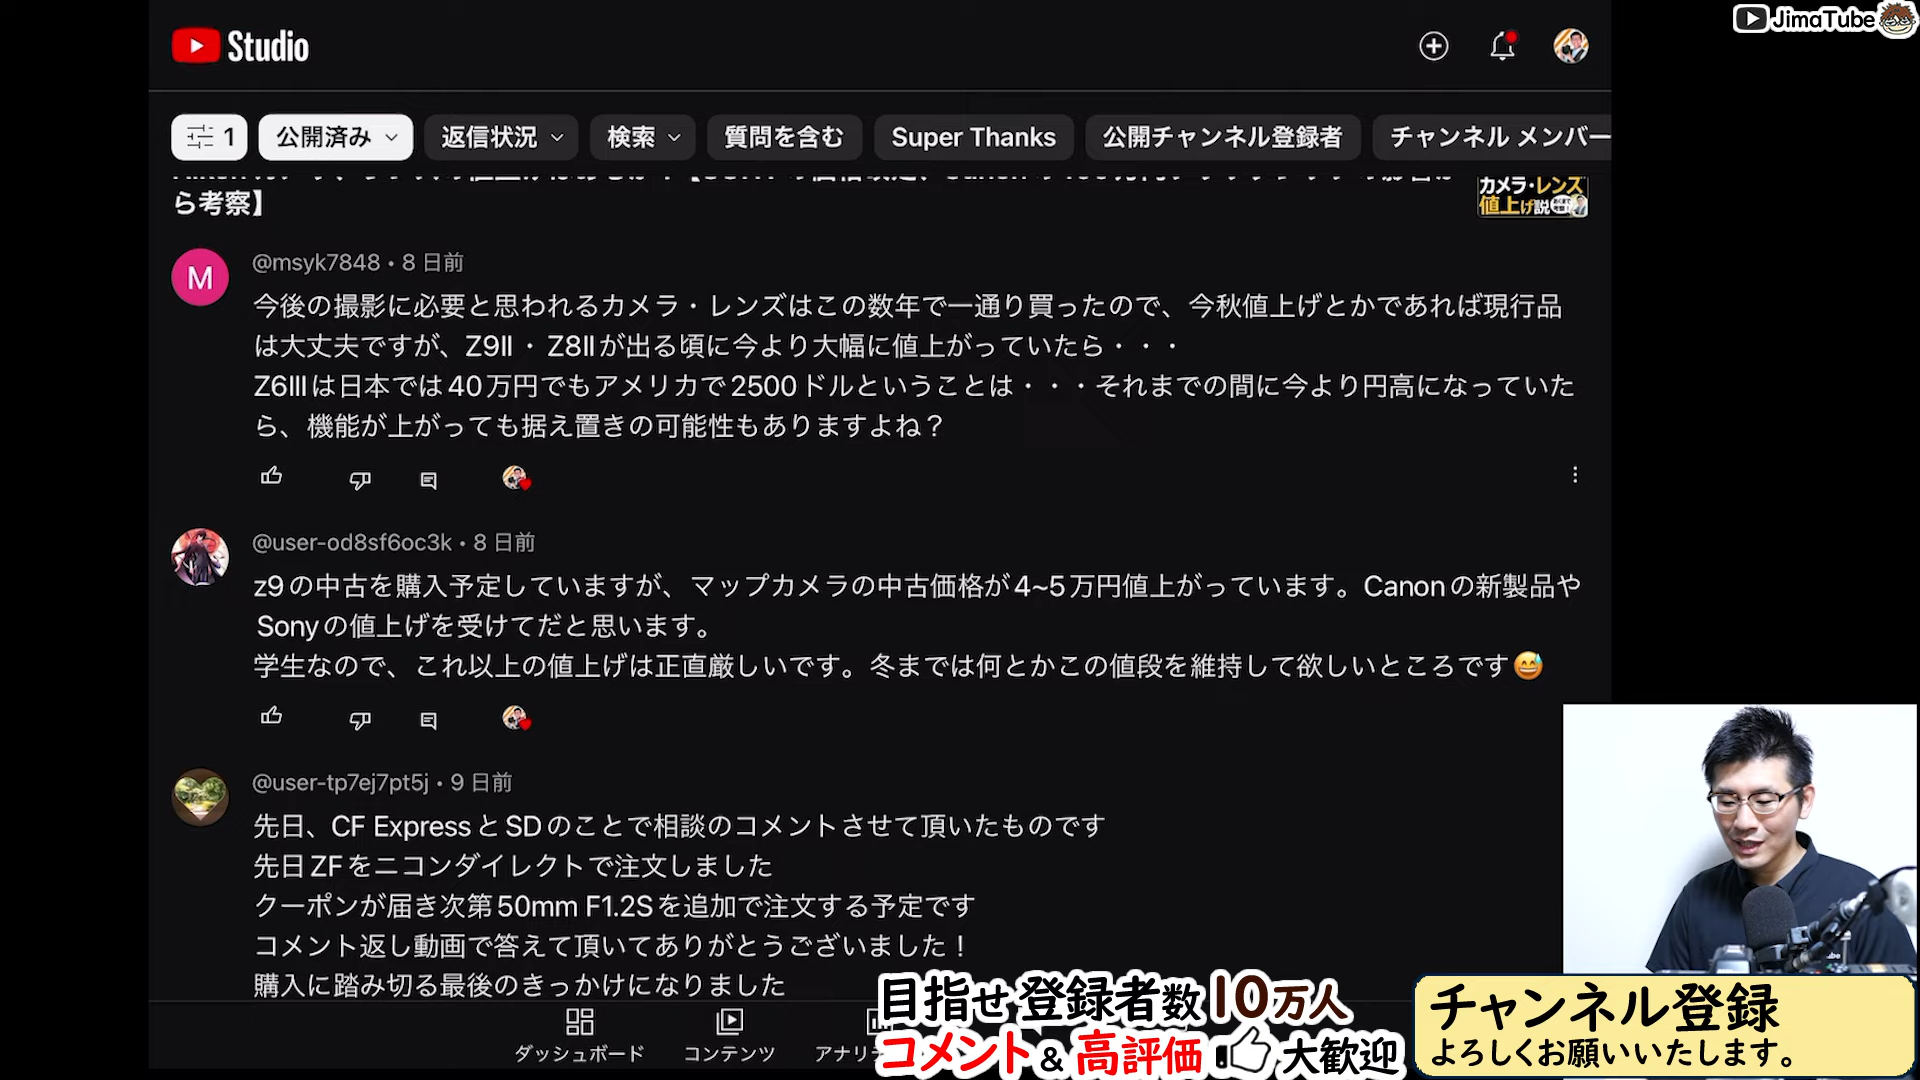 JimaTube
Studio
1
公開済み
返信状況
検索
質問を含む
Super Thanks
公開チャンネル登録者
チャンネル メンバー
ら考察】
カメラ・レンズ
値上げ説
M
@msyk7848・8 日前
今後の撮影に必要と思われるカメラ・レンズはこの数年で一通り買ったので、今秋値上げとかであれば現行品
は大丈夫ですが、Z9II・Z8IIが出る頃に今より大幅に値上がっていたら・・・
Z6IIIは日本では40万円でもアメリカで2500ドルということは・・・それまでの間に今より円高になっていた
ら、機能が上がっても据え置きの可能性もありますよね？
@user-od8sf6oc3k・8 日前
z9の中古を購入予定していますが、マップカメラの中古価格が4~5万円値上がっています。Canonの新製品や
Sonyの値上げを受けてだと思います。
学生なので、これ以上の値上げは正直厳しいです。冬までは何とかこの値段を維持して欲しいところです😅
@user-tp7ej7pt5j・9 日前
先日、CF ExpressとSDのことで相談のコメントさせて頂いたものです
先日ZFをニコンダイレクトで注文しました
クーポンが届き次第50mm F1.2Sを追加で注文する予定です
コメント返し動画で答えて頂いてありがとうございました！
購入に踏み切る最後のきっかけになりました
ダッシュボード
コンテンツ
アナリ
目指せ登録者数10万人
コメント&高評価 大歓迎
チャンネル登録
よろしくお願いいたします。